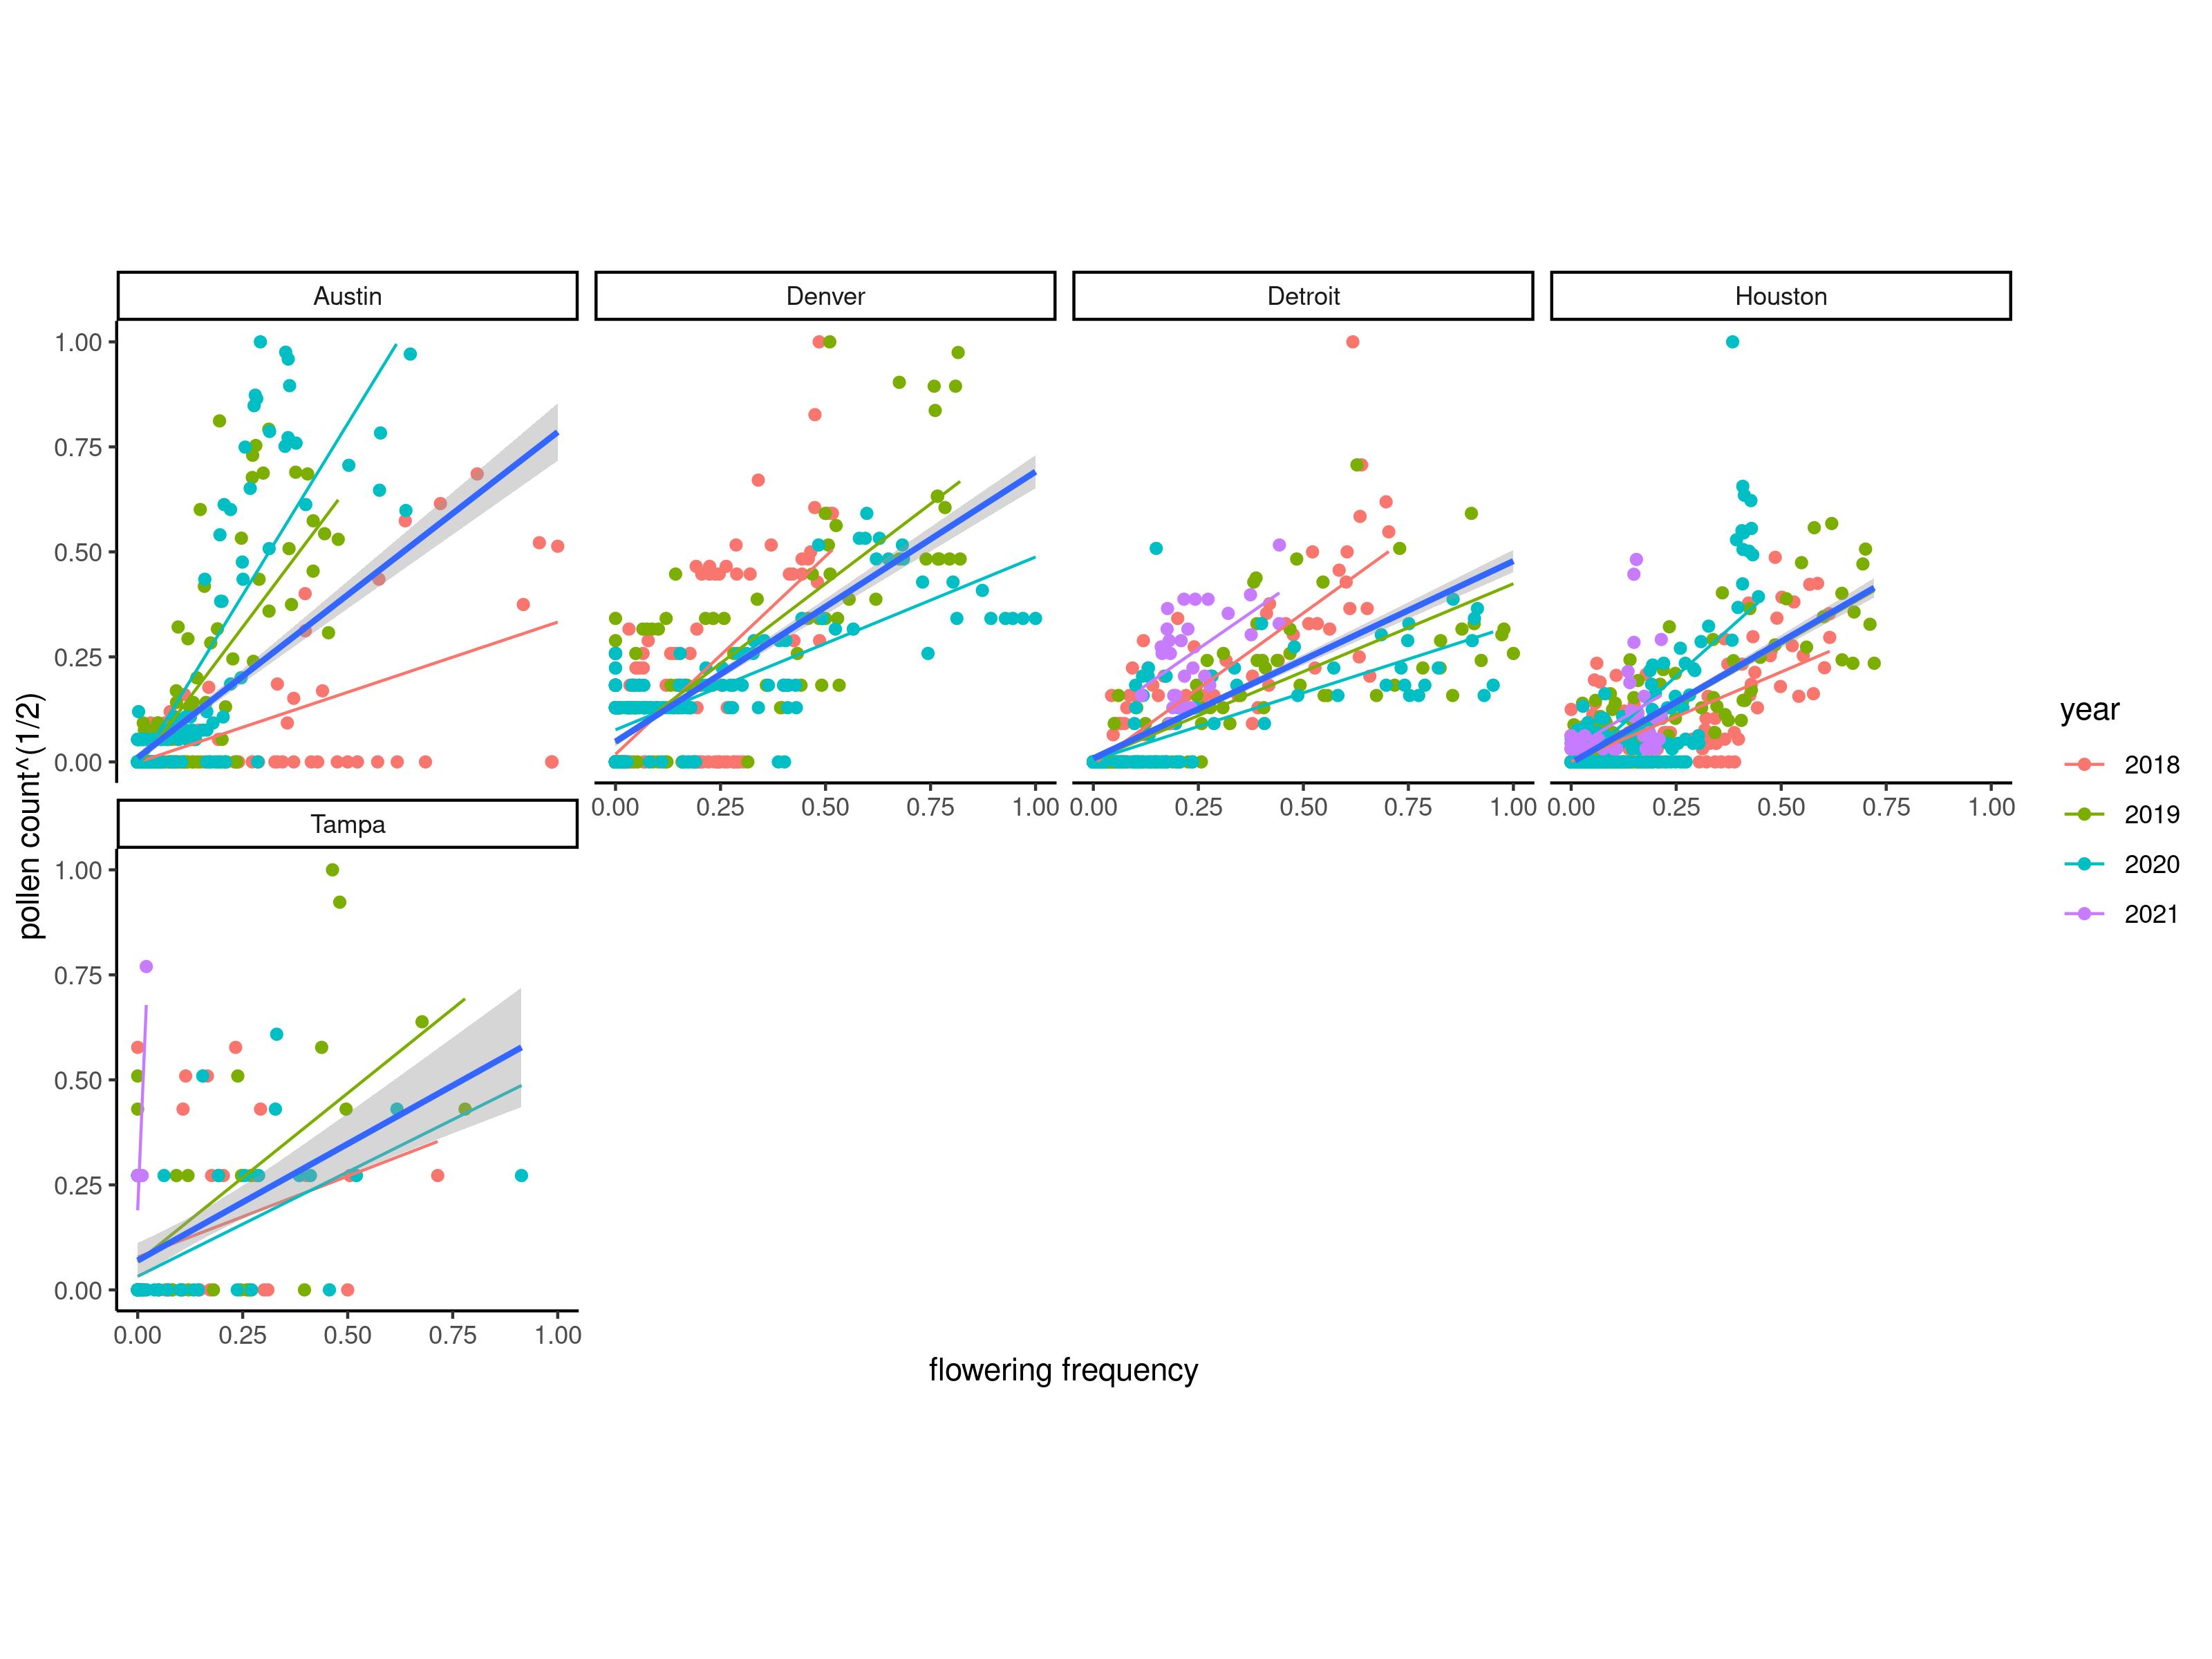 Austin
Denver
Detroit
Houston
1.00
0.75
0.50
0.25
0.00
0.00 0.25 0.50 0.75 1.00
0.00 0.25 0.50 0.75 1.00
0.00 0.25 0.50 0.75 1.00
Tampa
1.00
0.75
0.50
0.25
0.00
0.00 0.25 0.50 0.75 1.00
pollen count^(1/2)
flowering frequency
year
2018
2019
2020
2021